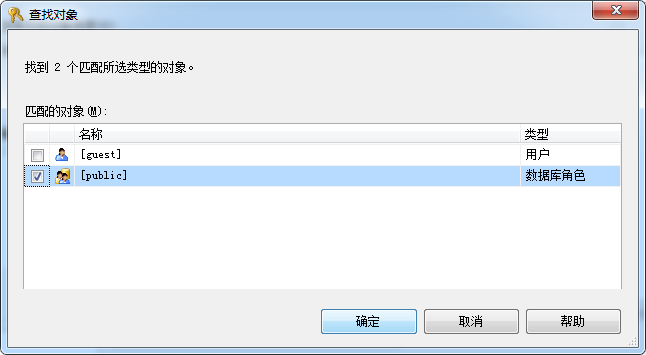 查找对象
找到 2 个匹配所选类型的对象。
匹配的对象(M):
名称 类型
[guest] 用户
[public] 数据库角色
确定 取消 帮助